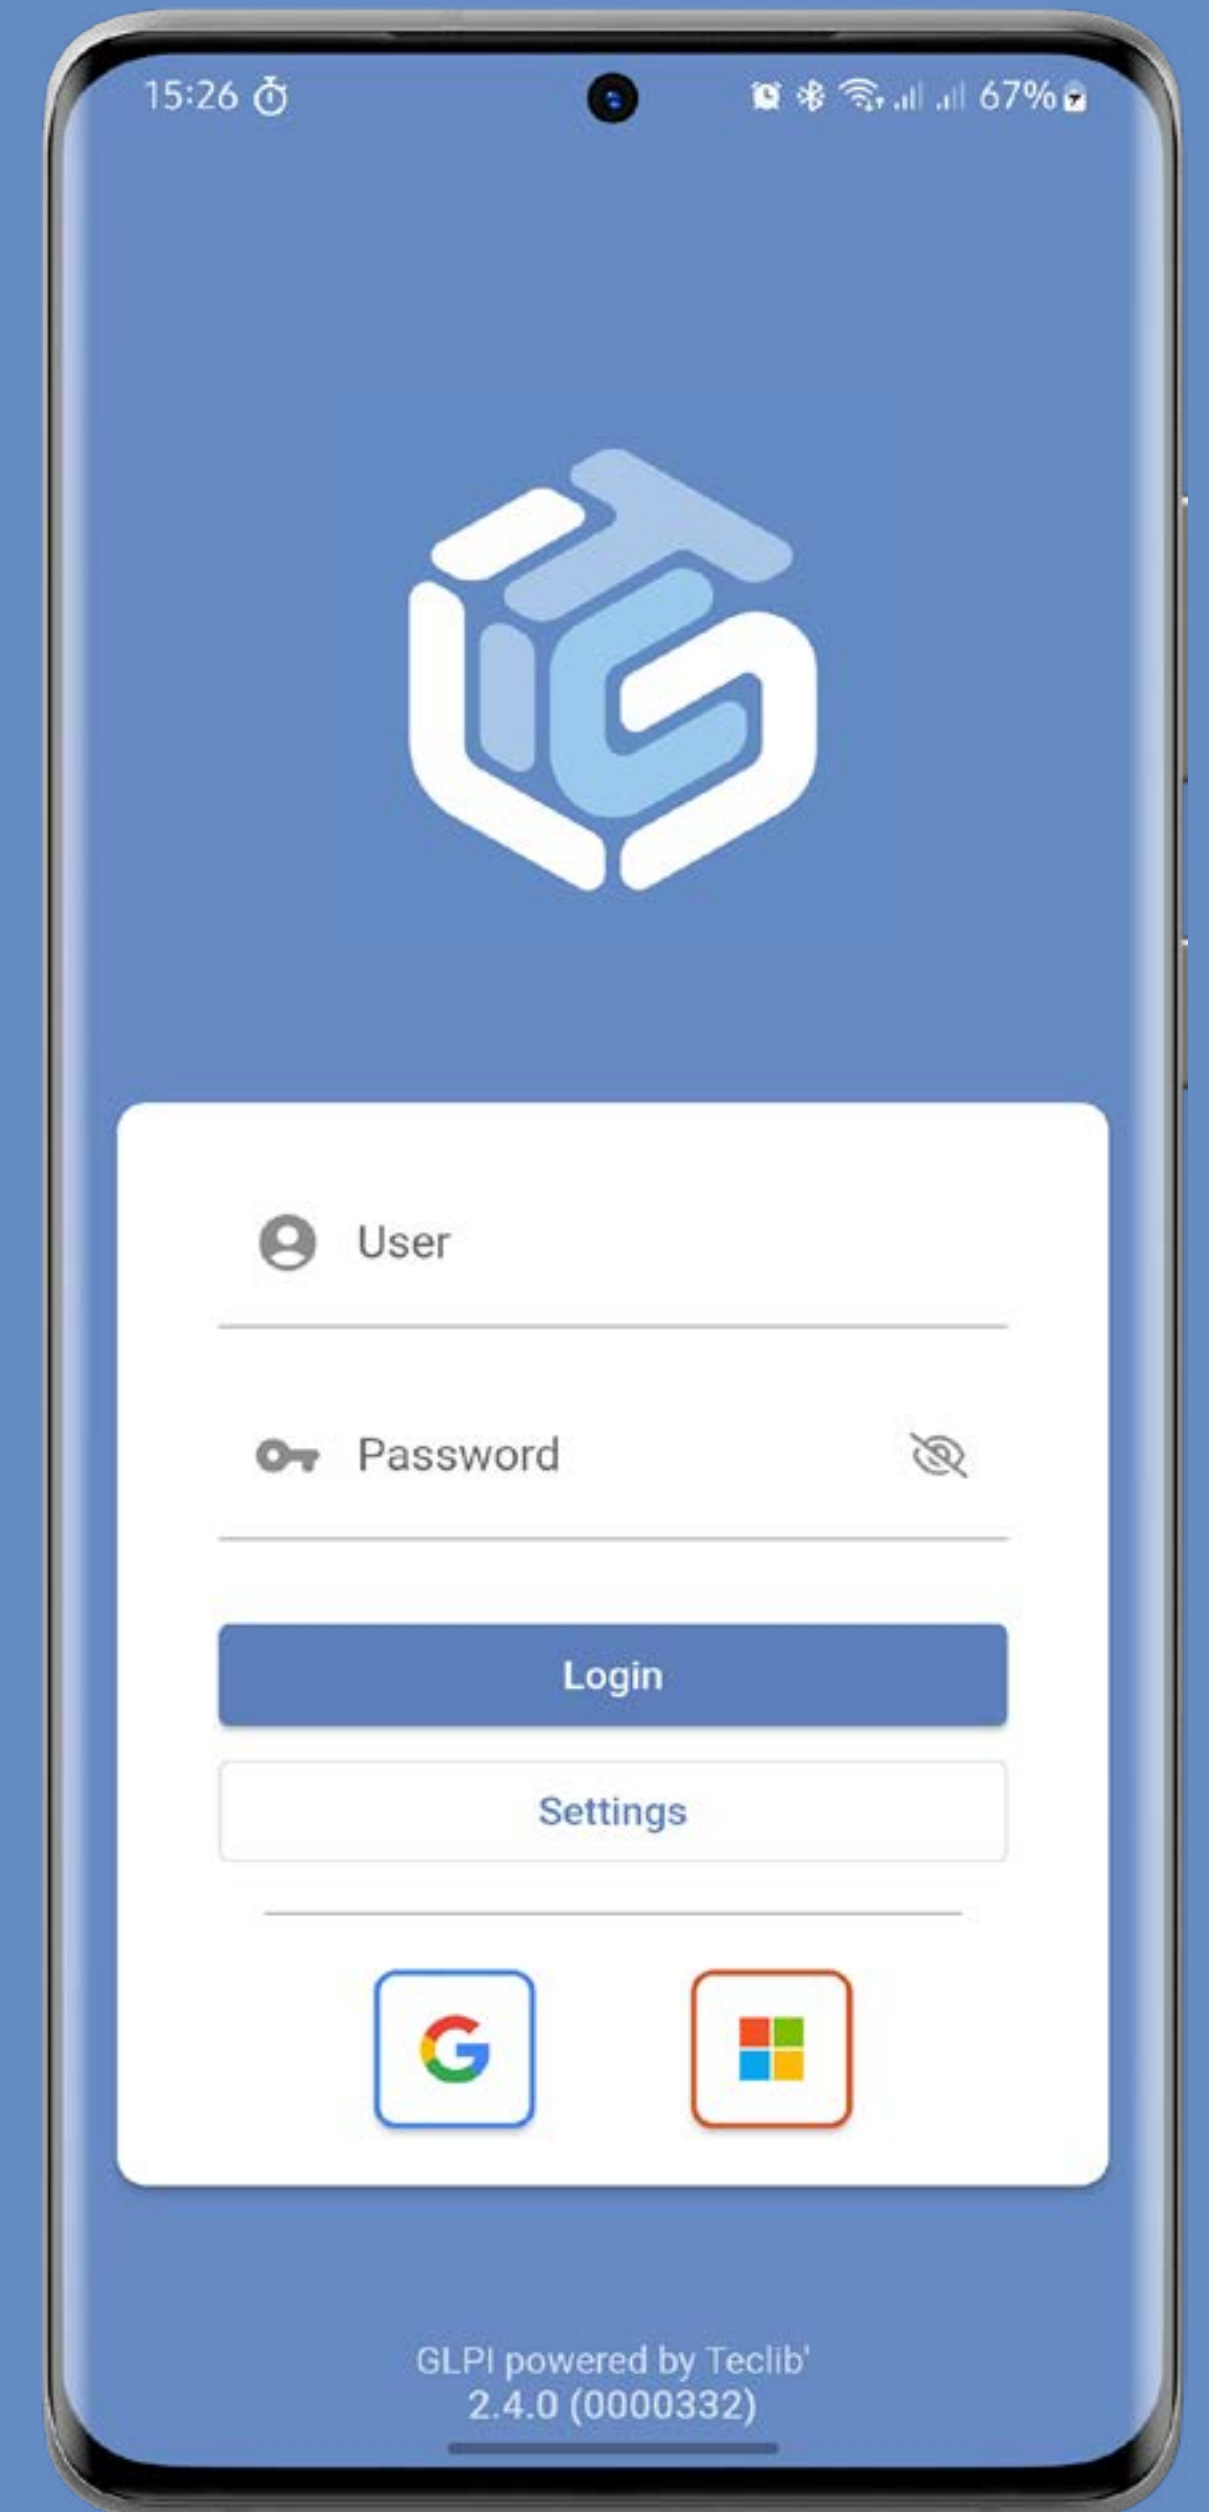 15:26
67%
User
Password
Login
Settings
GLPI powered by Teclib'
2.4.0 (0000332)